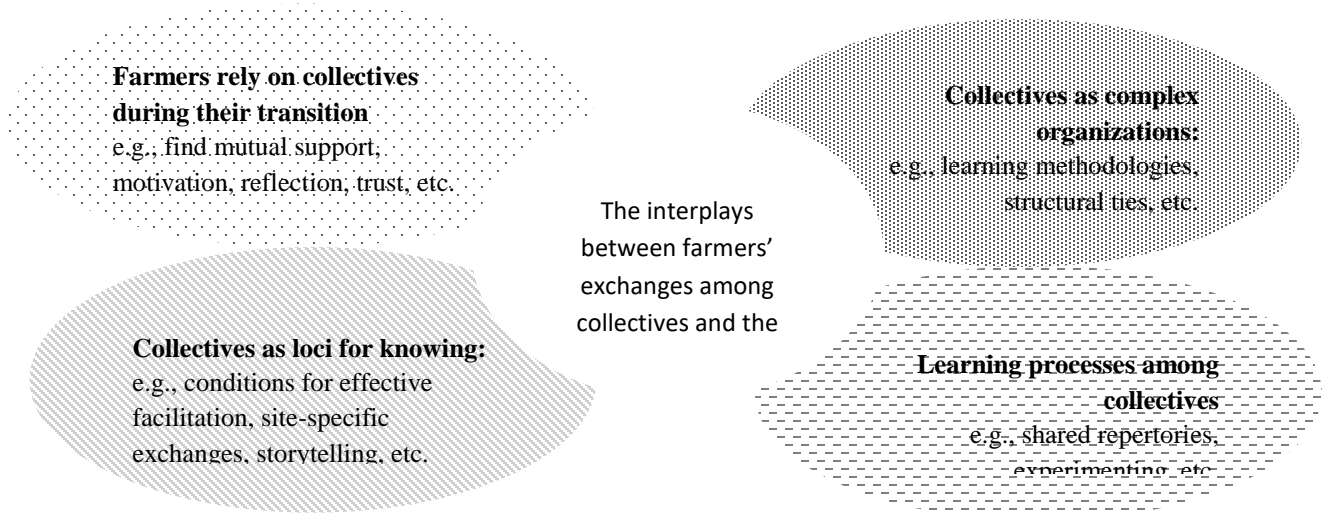 Farmers rely on collectives
during their transition
e.g., find mutual support,
motivation, reflection, trust, etc.
Collectives as complex
organizations:
e.g., learning methodologies,
structural ties, etc.
The interplays
between farmers’
exchanges among
collectives and the
Collectives as loci for knowing:
e.g., conditions for effective
facilitation, site-specific
exchanges, storytelling, etc.
Learning processes among
collectives
e.g., shared repertories,
experimenting, etc